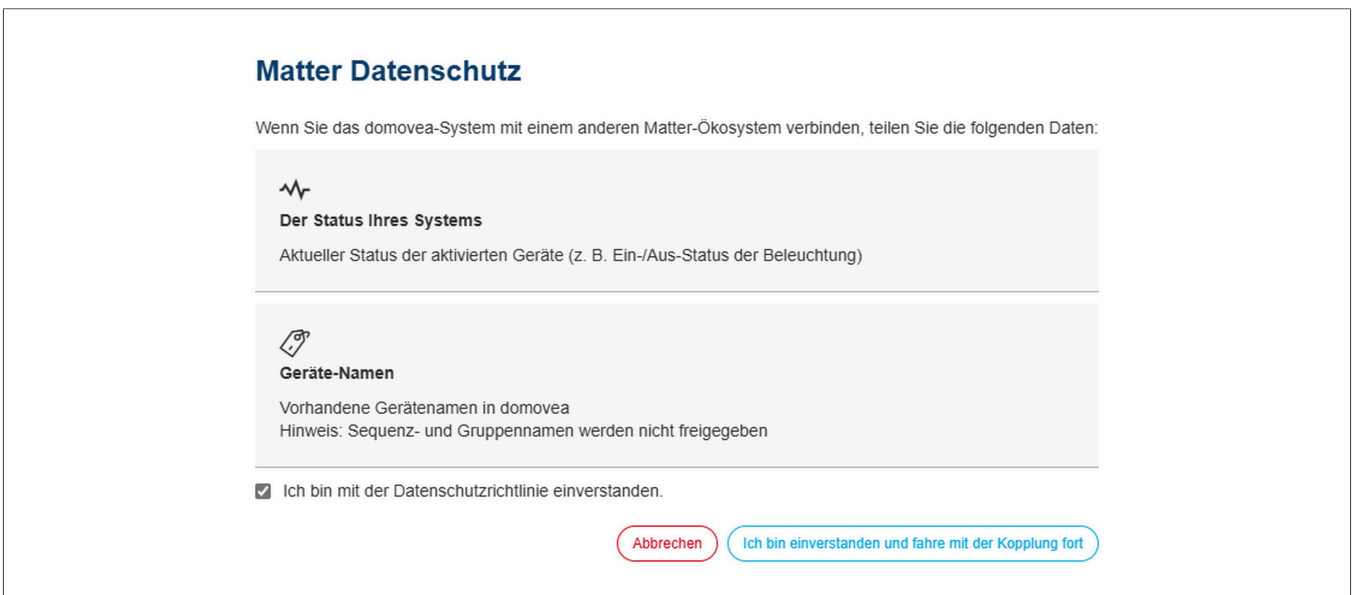 Matter Datenschutz
Wenn Sie das domovea-System mit einem anderen Matter-Ökosystem verbinden, teilen Sie die folgenden Daten:
Der Status Ihres Systems
Aktueller Status der aktivierten Geräte (z. B. Ein-/Aus-Status der Beleuchtung)
Geräte-Namen
Vorhandene Gerätenamen in domovea
Hinweis: Sequenz- und Gruppennamen werden nicht freigegeben
Ich bin mit der Datenschutzrichtlinie einverstanden.
Abbrechen Ich bin einverstanden und fahre mit der Kopplung fort